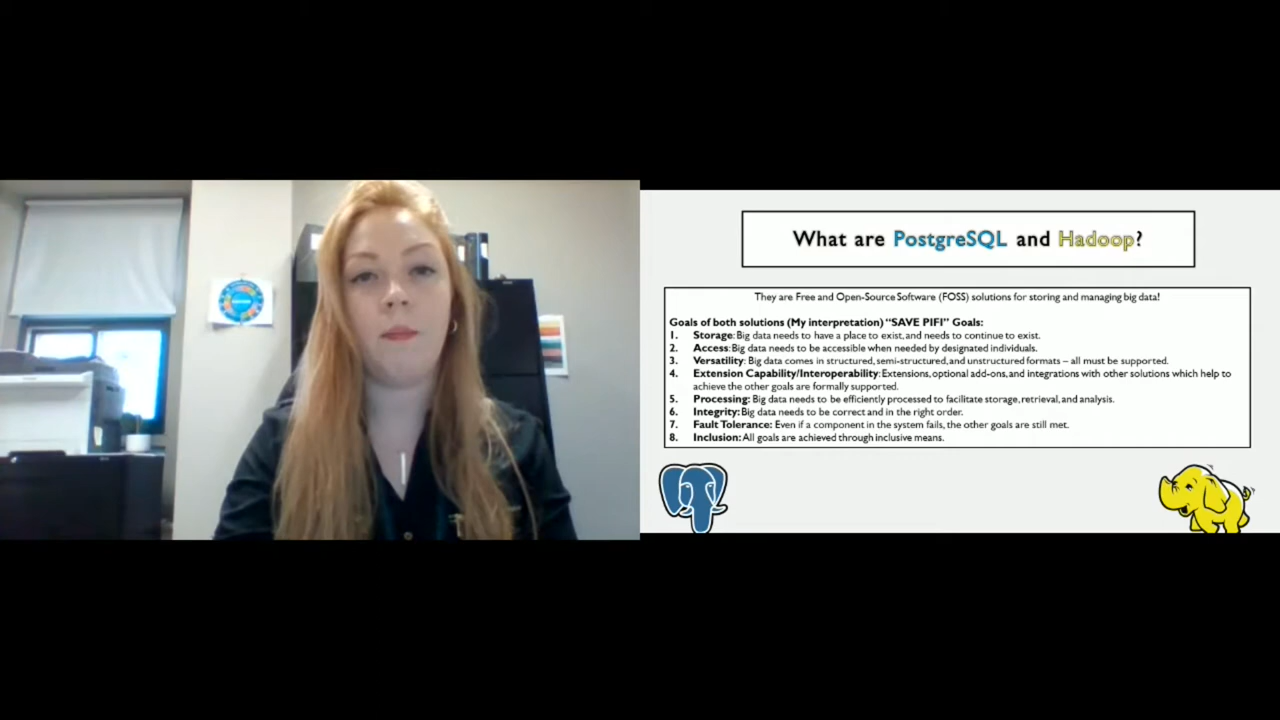 What are PostgreSQL and Hadoop?
They are Free and Open-Source Software (FOSS) solutions for storing and managing big data!
Goals of both solutions (My interpretation) “SAVE PIFI” Goals:
1. Storage: Big data needs to have a place to exist, and needs to continue to exist.
2. Access: Big data needs to be accessible when needed by designated individuals.
3. Versatility: Big data comes in structured, semi-structured, and unstructured formats – all must be supported.
4. Extension Capability/Interoperability: Extensions, optional add-ons, and integrations with other solutions which help to
achieve the other goals are formally supported.
5. Processing: Big data needs to be efficiently processed to facilitate storage, retrieval, and analysis.
6. Integrity: Big data needs to be correct and in the right order.
7. Fault Tolerance: Even if a component in the system fails, the other goals are still met.
8. Inclusion: All goals are achieved through inclusive means.